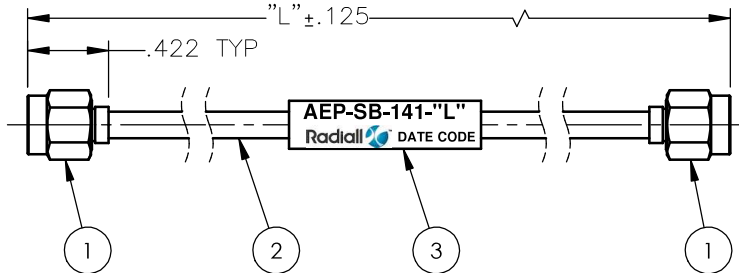 "L"±.125
.422 TYP
AEP-SB-141-"L"
Radiall DATE CODE
1 2 3 1